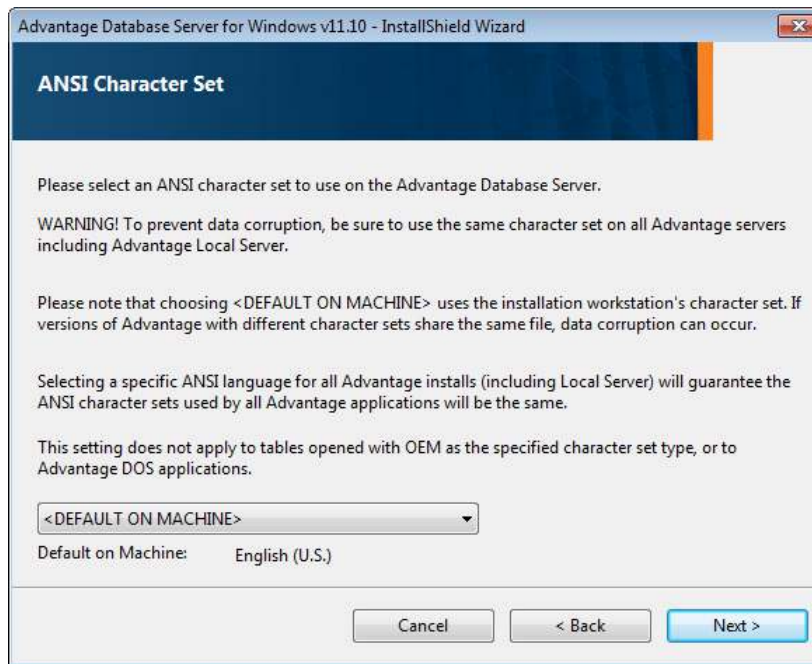 Advantage Database Server for Windows v11.10 - InstallShield Wizard
ANSI Character Set
Please select an ANSI character set to use on the Advantage Database Server.
WARNING! To prevent data corruption, be sure to use the same character set on all Advantage servers
including Advantage Local Server.
Please note that choosing <DEFAULT ON MACHINE> uses the installation workstation's character set. If
versions of Advantage with different character sets share the same file, data corruption can occur.
Selecting a specific ANSI language for all Advantage installs (including Local Server) will guarantee the
ANSI character sets used by all Advantage applications will be the same.
This setting does not apply to tables opened with OEM as the specified character set type, or to
Advantage DOS applications.
<DEFAULT ON MACHINE>
Default on Machine: English (U.S.)
Cancel < Back Next >